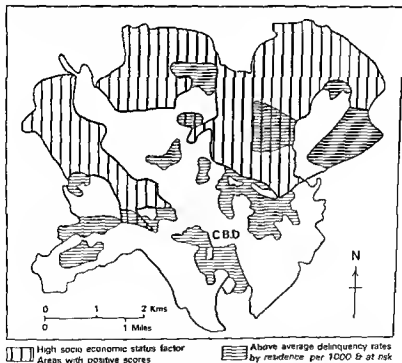 C.B.D
N
0 1 2 Kms
0 1 Miles
High socio economic status factor
Areas with positive scores
Above average delinquency rates
by residence per 1000 & at risk